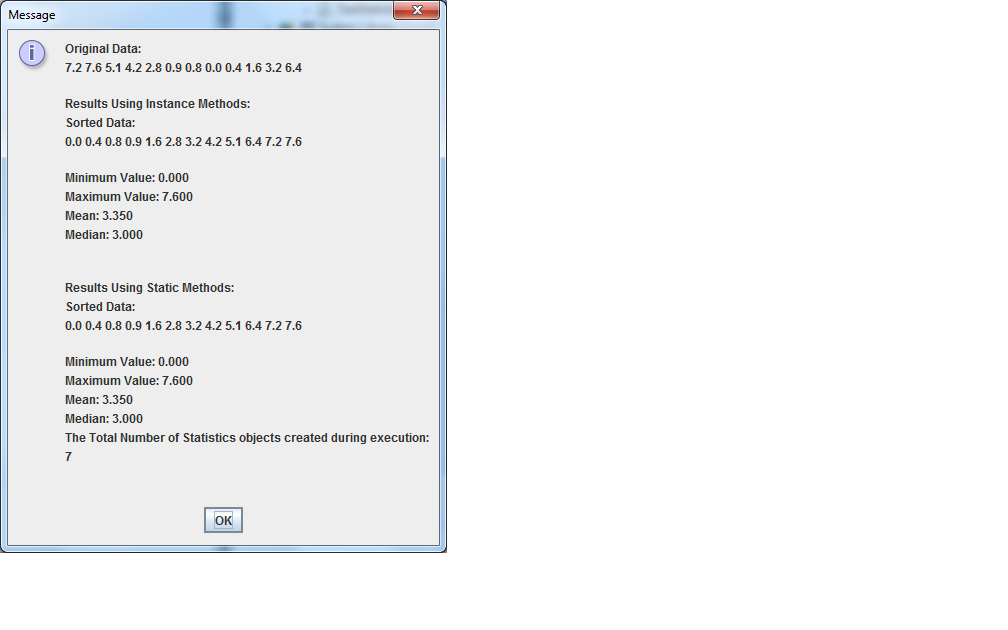 Message
Original Data:
7.2 7.6 5.1 4.2 2.8 0.9 0.8 0.0 0.4 1.6 3.2 6.4
Results Using Instance Methods:
Sorted Data:
0.0 0.4 0.8 0.9 1.6 2.8 3.2 4.2 5.1 6.4 7.2 7.6
Minimum Value: 0.000
Maximum Value: 7.600
Mean: 3.350
Median: 3.000
Results Using Static Methods:
Sorted Data:
0.0 0.4 0.8 0.9 1.6 2.8 3.2 4.2 5.1 6.4 7.2 7.6
Minimum Value: 0.000
Maximum Value: 7.600
Mean: 3.350
Median: 3.000
The Total Number of Statistics objects created during execution:
7
OK